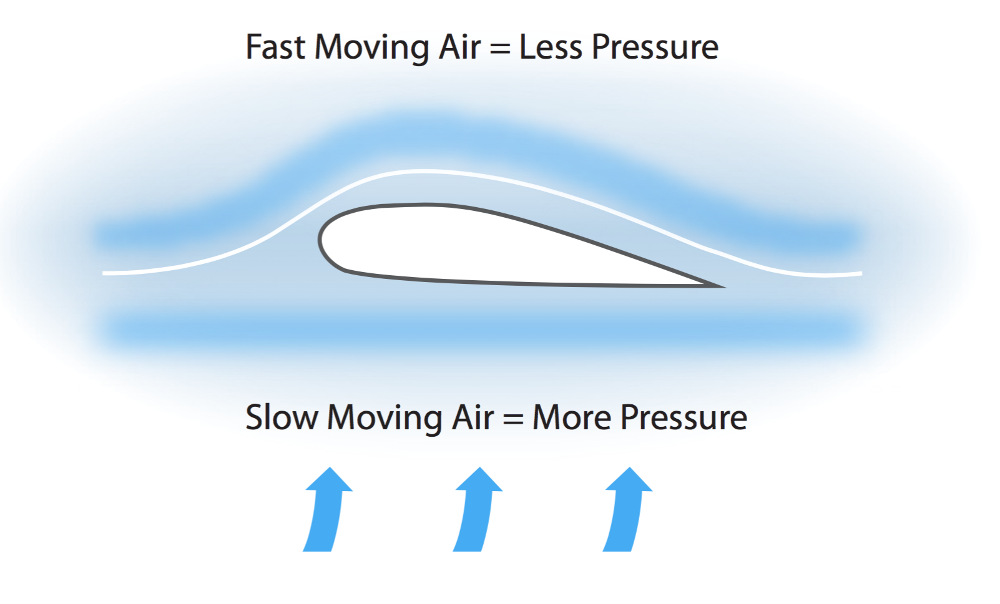 Fast Moving Air = Less Pressure
Slow Moving Air = More Pressure